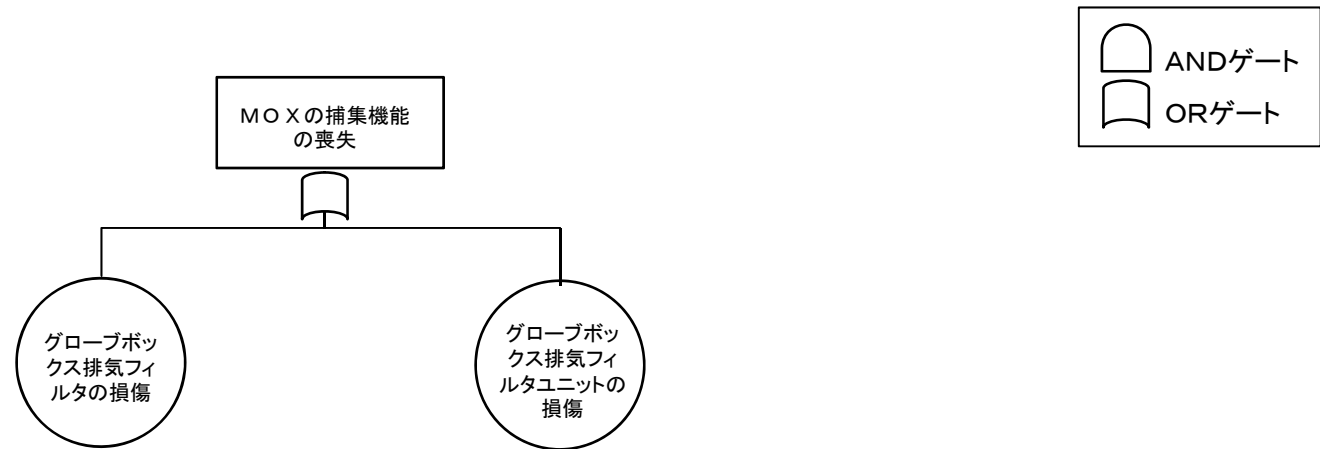 ANDゲート
ORゲート
MOXの捕集機能
の喪失
グローブボッ
クス排気フィ
ルタの損傷
グローブボッ
クス排気フィ
ルタユニットの
損傷